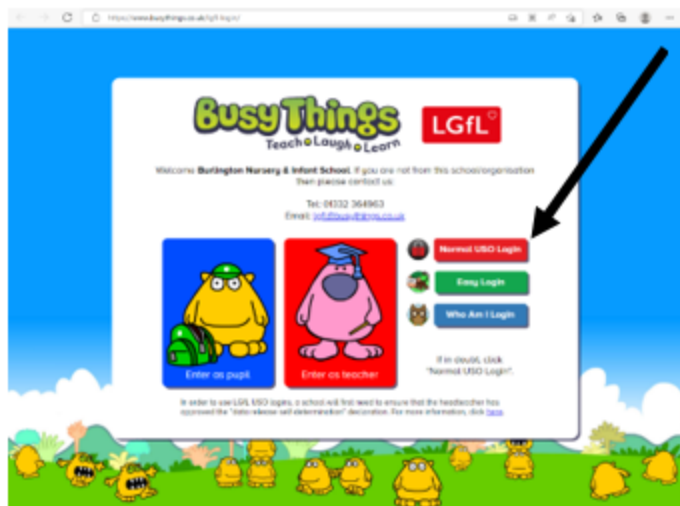 https://www.busythings.co.uk/lgfl-login/
Busy Things
Teach Laugh Learn
LGfL
Welcome Burlington Nursery & Infant School. If you are not from this school/organisation
then please contact us:
Tel: 01332 364963
Email: lgfl@busythings.co.uk
Normal USO Login
Easy Login
Who Am I Login
Enter as pupil
Enter as teacher
If in doubt, click
"Normal USO Login".
In order to use LGfL USO logins, a school will first need to ensure that the headteacher has
approved the "data release self determination" declaration. For more information, click here.